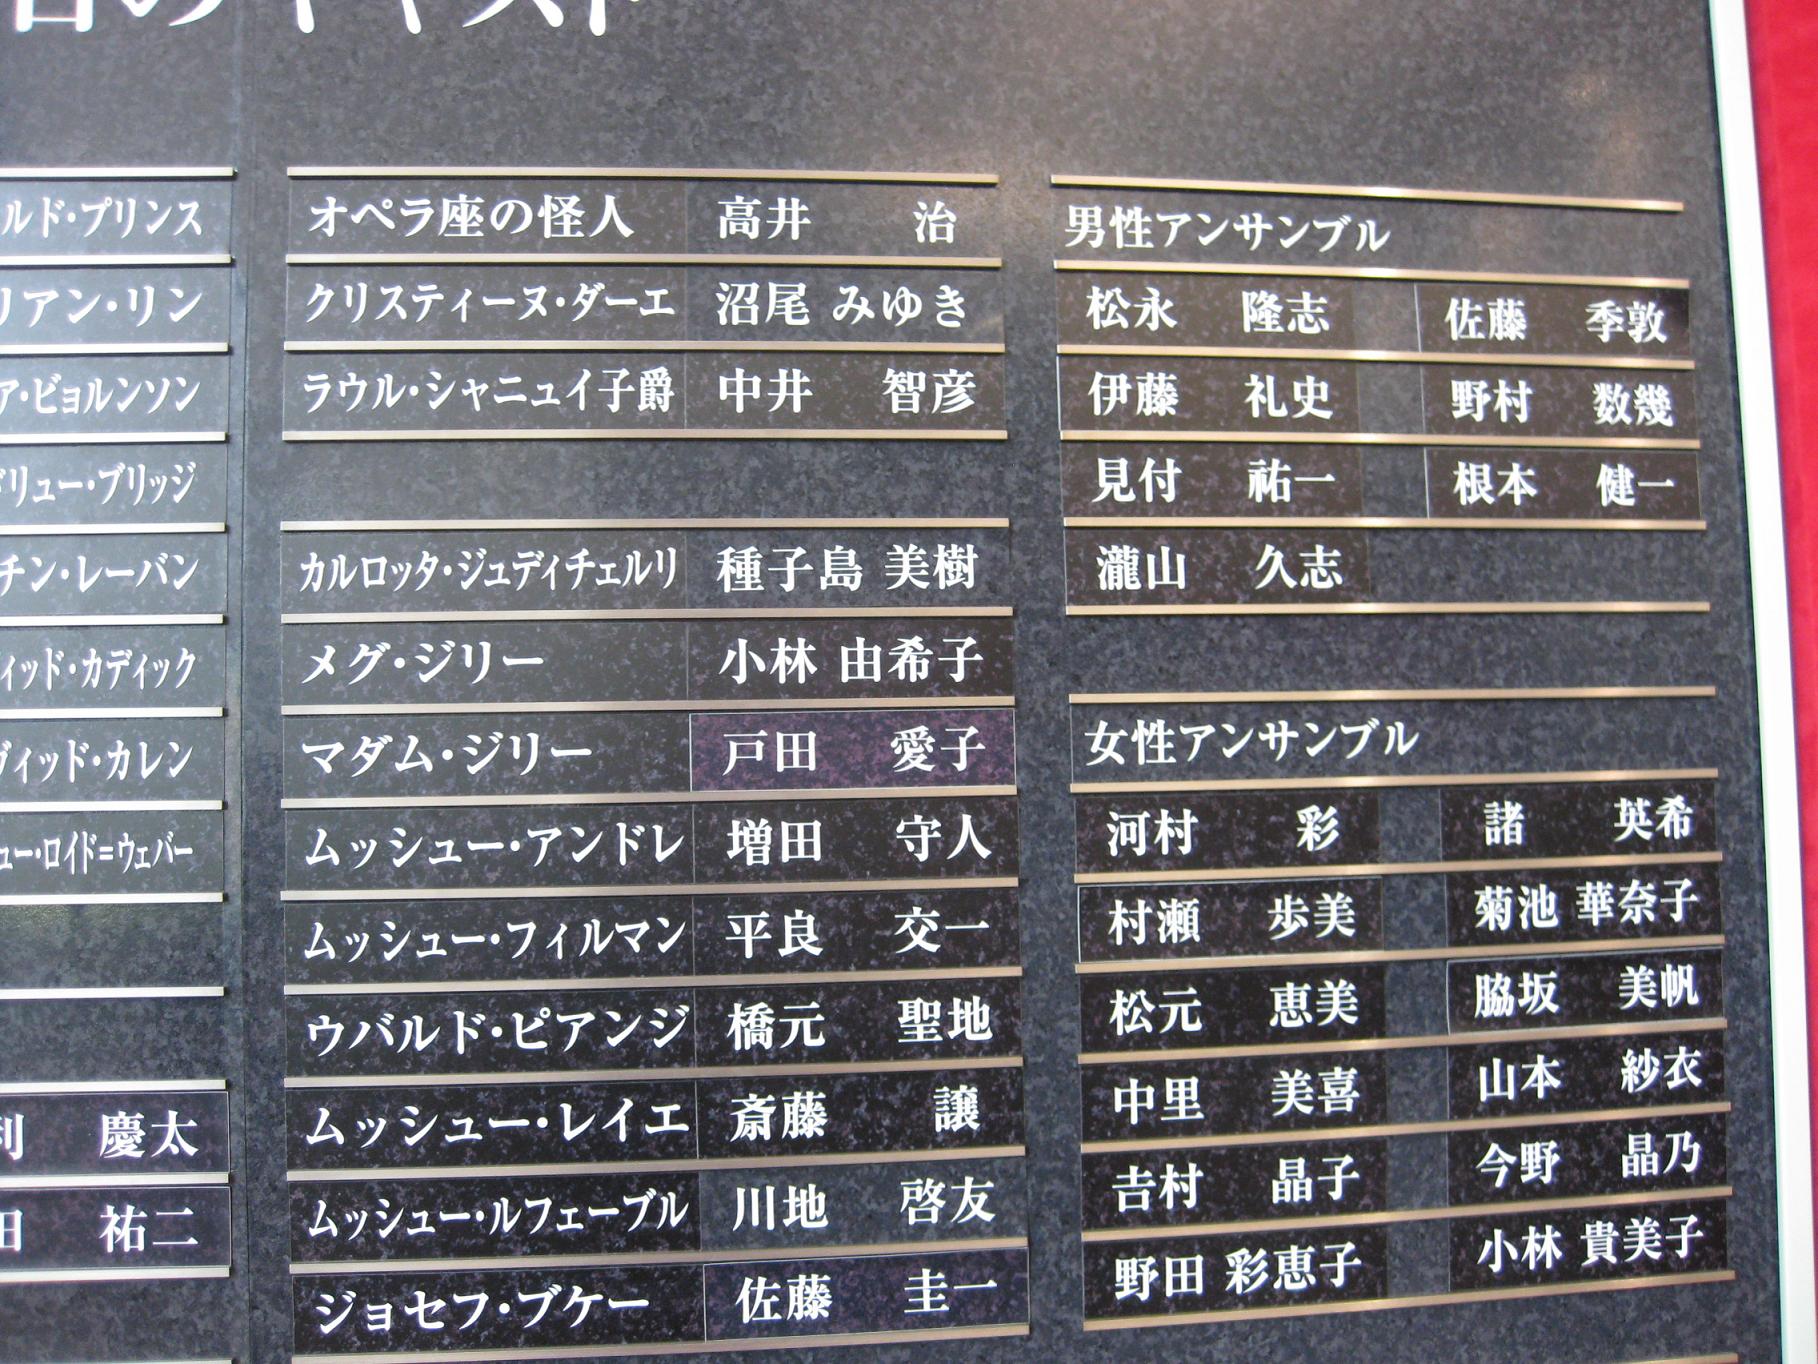 日のキャスト
ルド・プリンス
リアン・リン
ア・ビョルンソン
リュー・ブリッジ
チン・レーバン
ィッド・カディック
ヴィッド・カレン
ュー・ロイド=ウェバー
利 慶太
田 祐二
オペラ座の怪人 高井 治
クリスティーヌ・ダーエ 沼尾 みゆき
ラウル・シャニュイ子爵 中井 智彦
カルロッタ・ジュディチェルリ 種子島 美樹
メグ・ジリー 小林 由希子
マダム・ジリー 戸田 愛子
ムッシュー・アンドレ 増田 守人
ムッシュー・フィルマン 平良 交一
ウバルド・ピアンジ 橋元 聖地
ムッシュー・レイエ 斎藤 譲
ムッシュー・ルフェーブル 川地 啓友
ジョセフ・ブケー 佐藤 圭一
男性アンサンブル
松永 隆志 佐藤 季敦
伊藤 礼史 野村 数幾
見付 祐一 根本 健一
瀧山 久志
女性アンサンブル
河村 彩 諸 英希
村瀬 歩美 菊池 華奈子
松元 恵美 脇坂 美帆
中里 美喜 山本 紗衣
吉村 晶子 今野 晶乃
野田 彩恵子 小林 貴美子